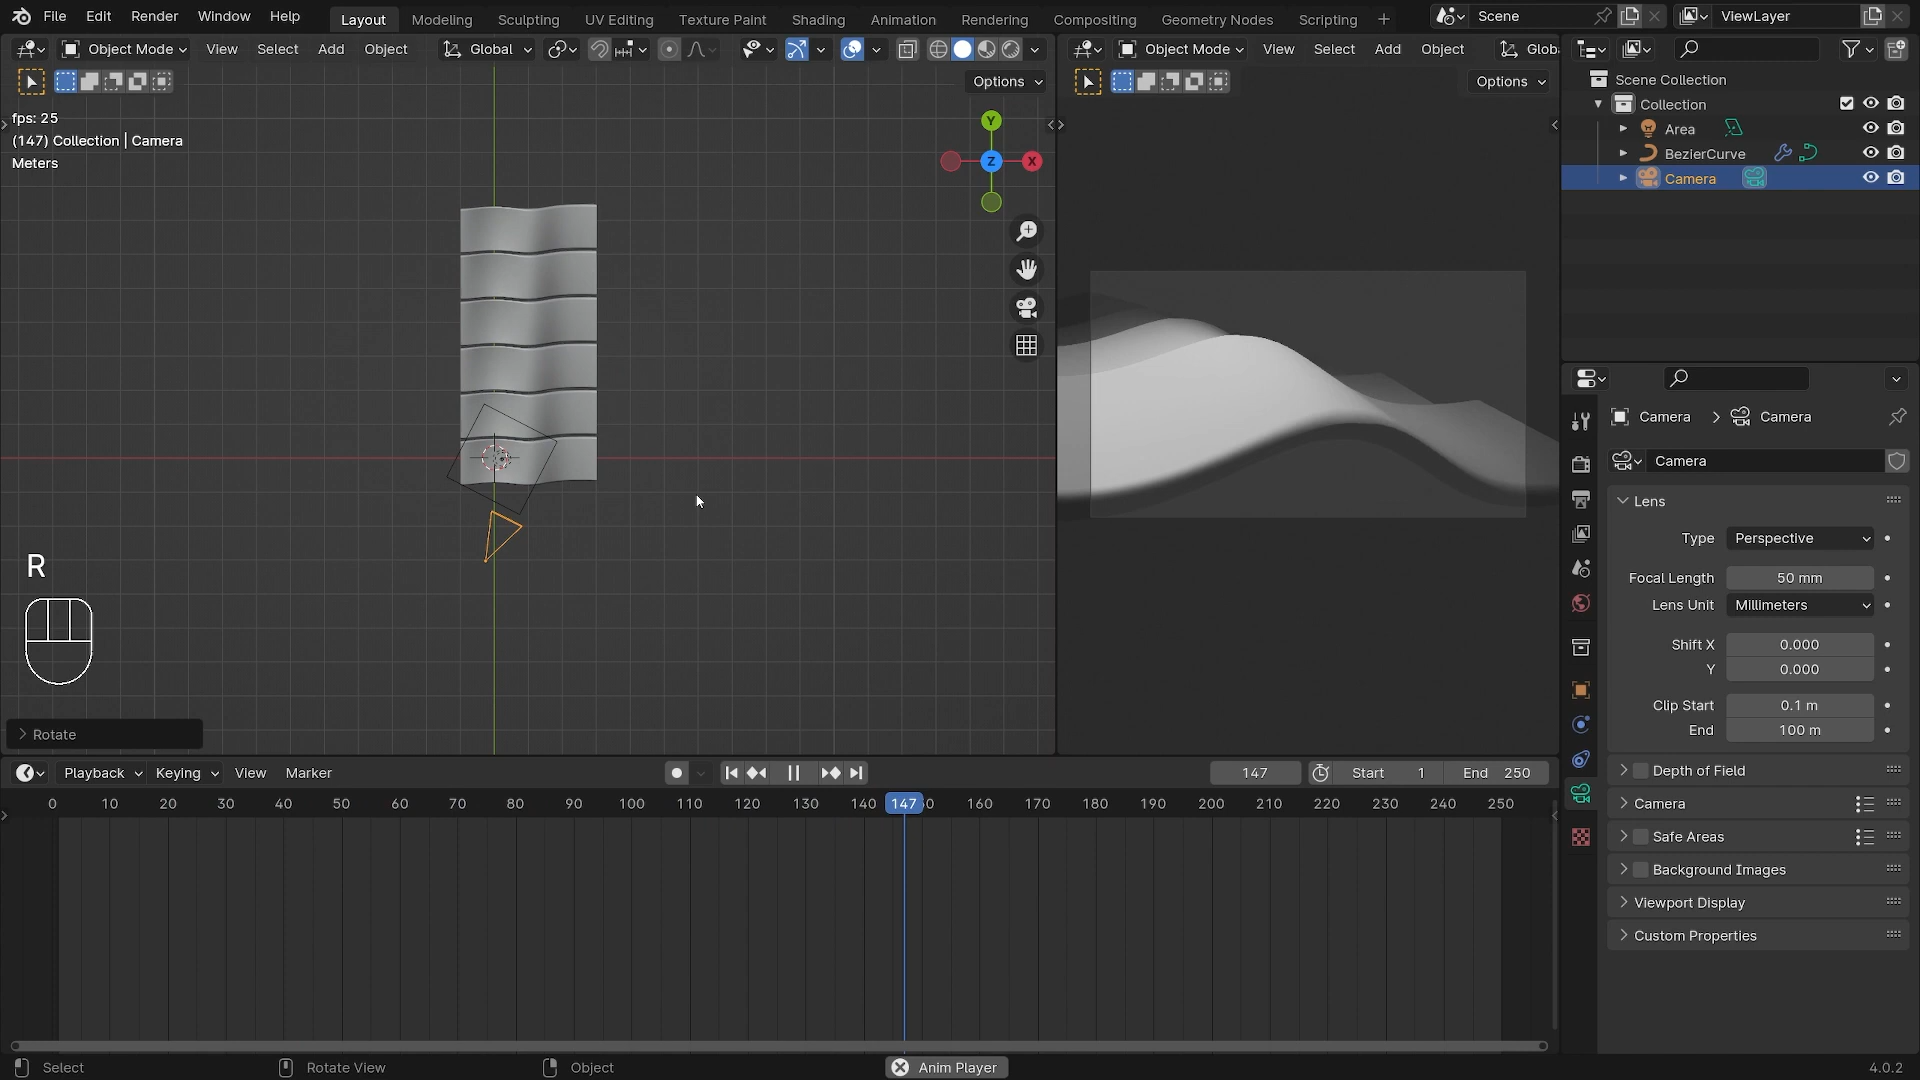 File Edit Render Window Help Layout Modeling Sculpting UV Editing Texture Paint Shading Animation Rendering Compositing Geometry Nodes Scripting + Scene ViewLayer
Object Mode View Select Add Object Global Object Mode View Select Add Object Glob
Options Options Scene Collection
Collection
fps: 25
(147) Collection | Camera
Meters
Y
Z X
Area
BezierCurve
Camera
Camera > Camera
Camera
Lens
Type Perspective
Focal Length 50 mm
Lens Unit Millimeters
Shift X 0.000
Y 0.000
Clip Start 0.1 m
End 100 m
R
Rotate
Playback Keying View Marker 147 Start 1 End 250
Depth of Field
0 10 20 30 40 50 60 70 80 90 100 110 120 130 140 147 160 170 180 190 200 210 220 230 240 250
Camera
Safe Areas
Background Images
Viewport Display
Custom Properties
Select Rotate View Object Anim Player 4.0.2